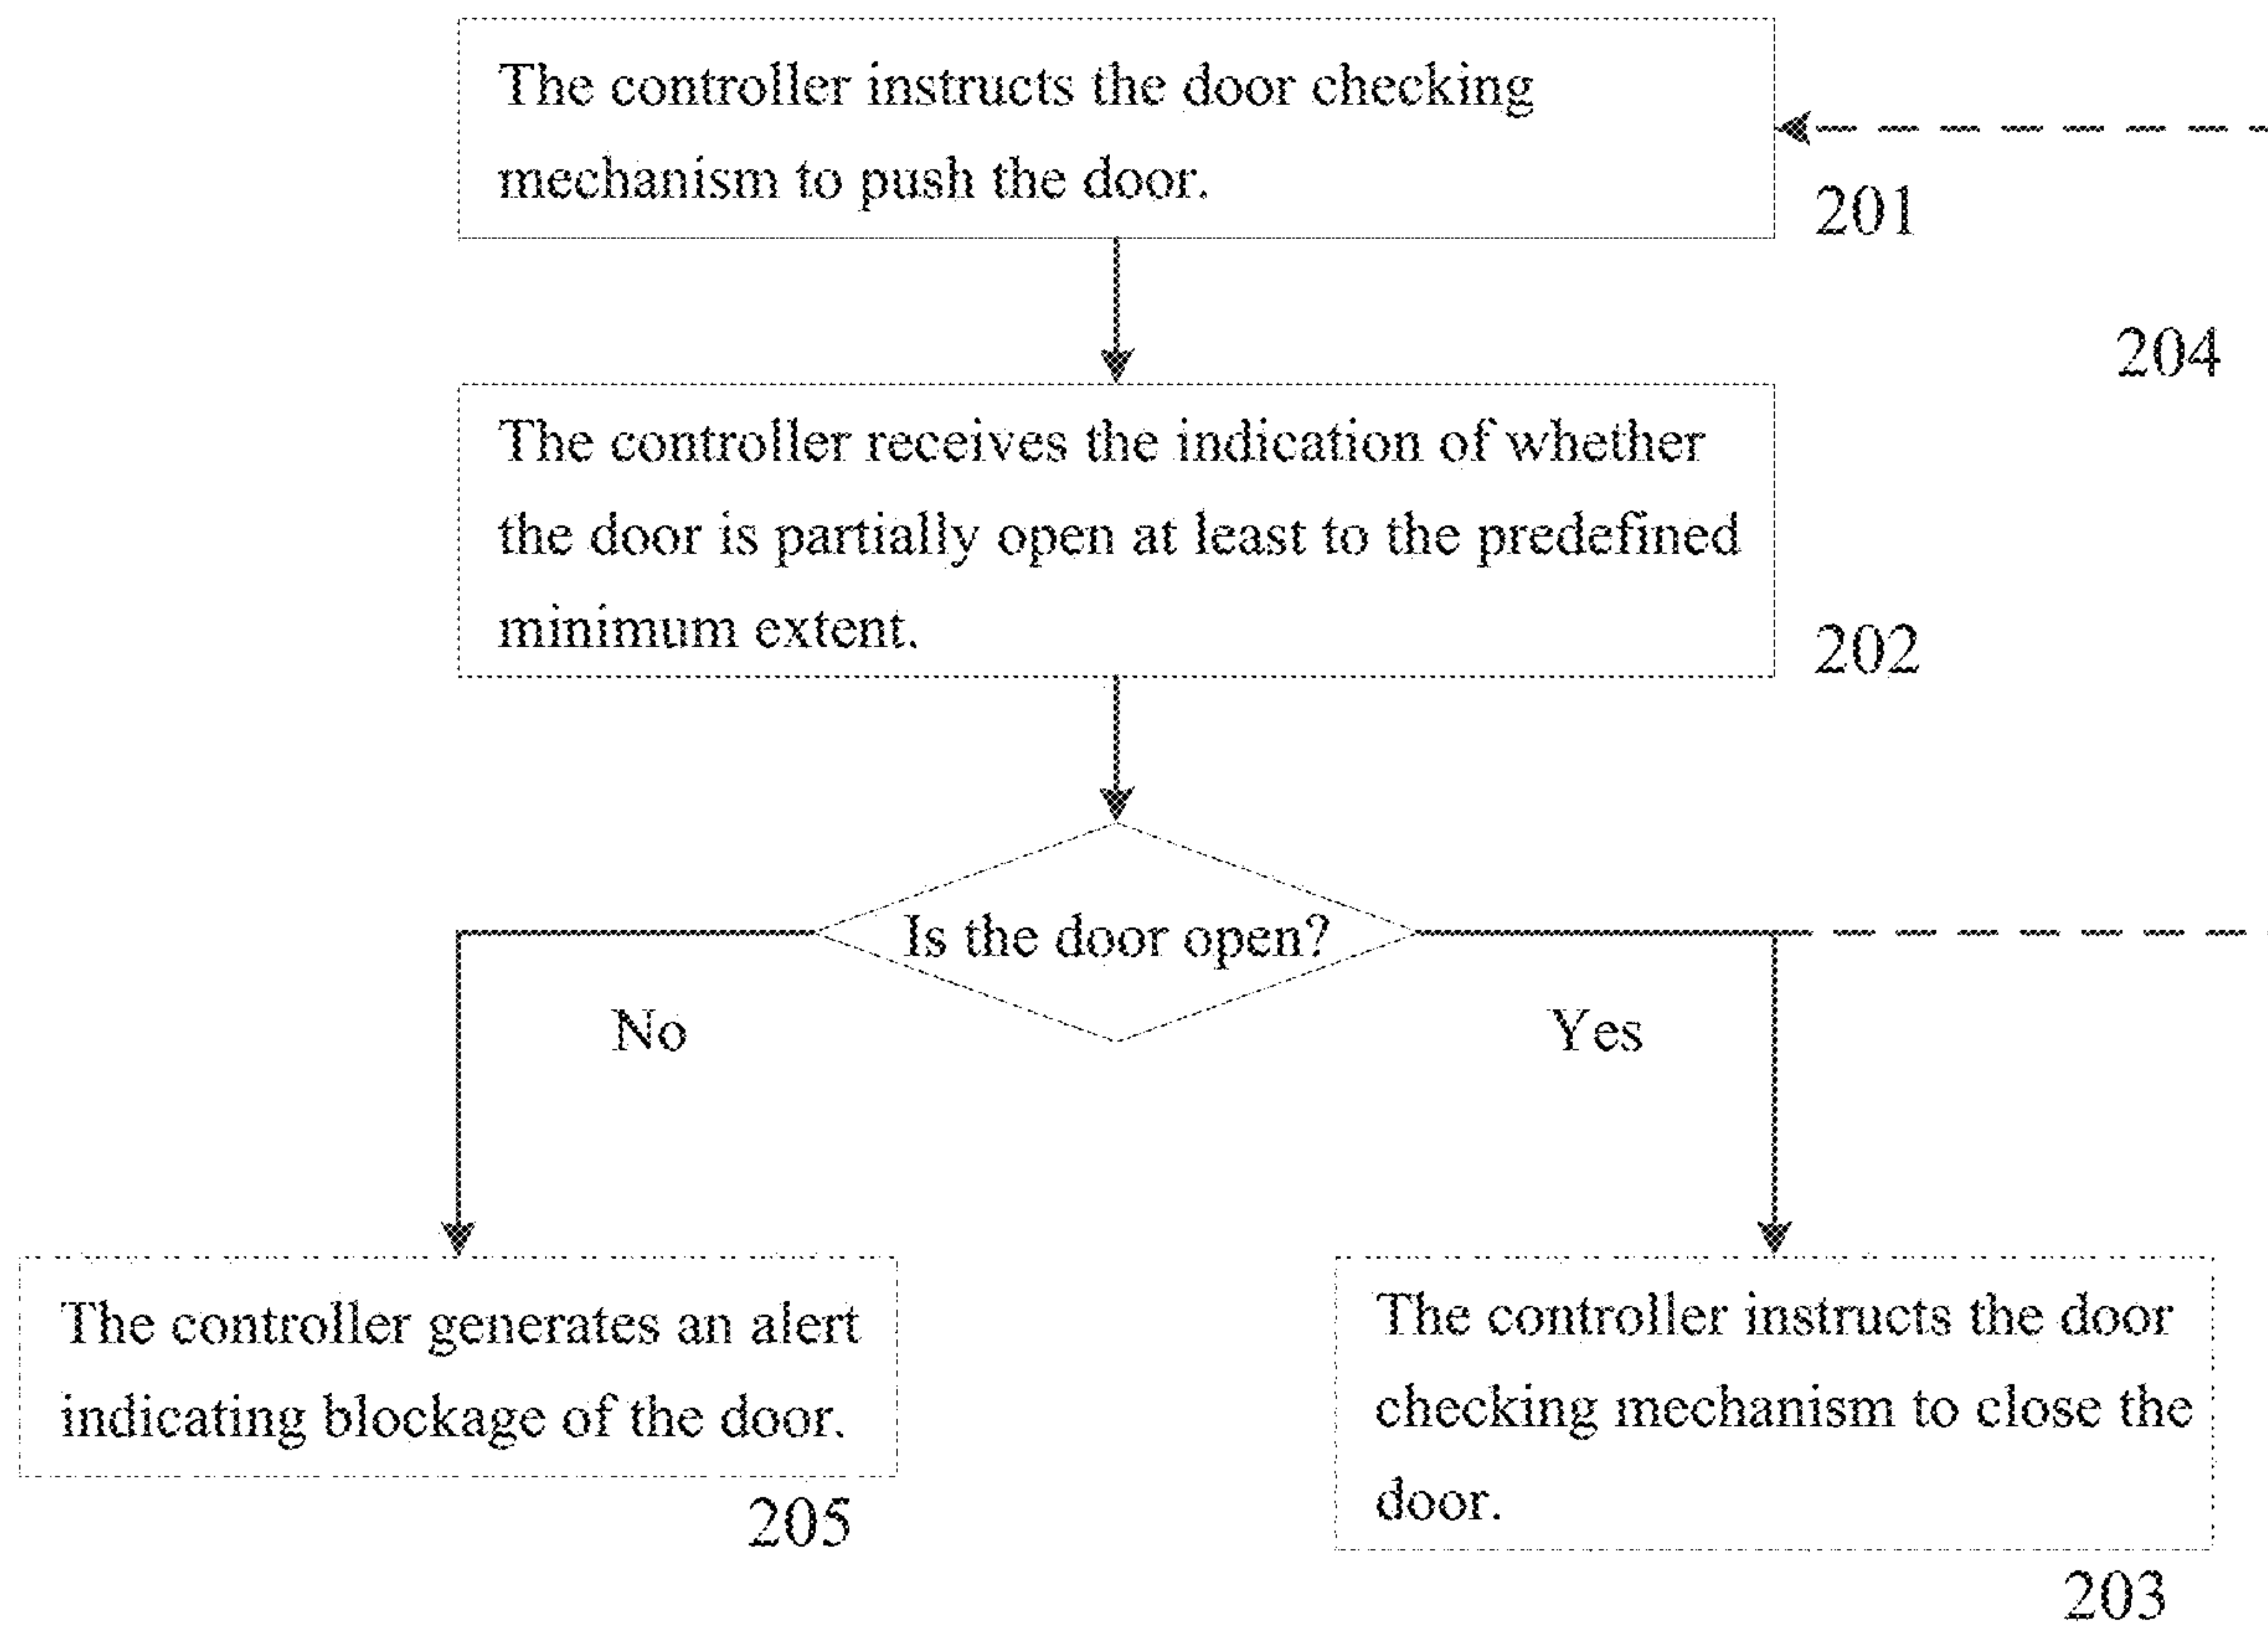 The controller instructs the door checking
mechanism to push the door.
201
204
The controller receives the indication of whether
the door is partially open at least to the predefined
minimum extent.
202
Is the door open?
No
Yes
The controller generates an alert
indicating blockage of the door.
205
The controller instructs the door
checking mechanism to close the
door.
203